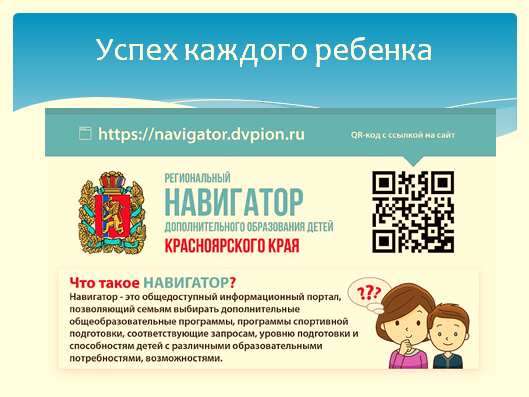 Успех каждого ребенка
https://navigator.dvpion.ru
QR-код с ссылкой на сайт
РЕГИОНАЛЬНЫЙ
НАВИГАТОР
ДОПОЛНИТЕЛЬНОГО ОБРАЗОВАНИЯ ДЕТЕЙ
КРАСНОЯРСКОГО КРАЯ
Что такое НАВИГАТОР?
Навигатор - это общедоступный информационный портал,
позволяющий семьям выбирать дополнительные
общеобразовательные программы, программы спортивной
подготовки, соответствующие запросам, уровню подготовки и
способностям детей с различными образовательными
потребностями, возможностями.
???